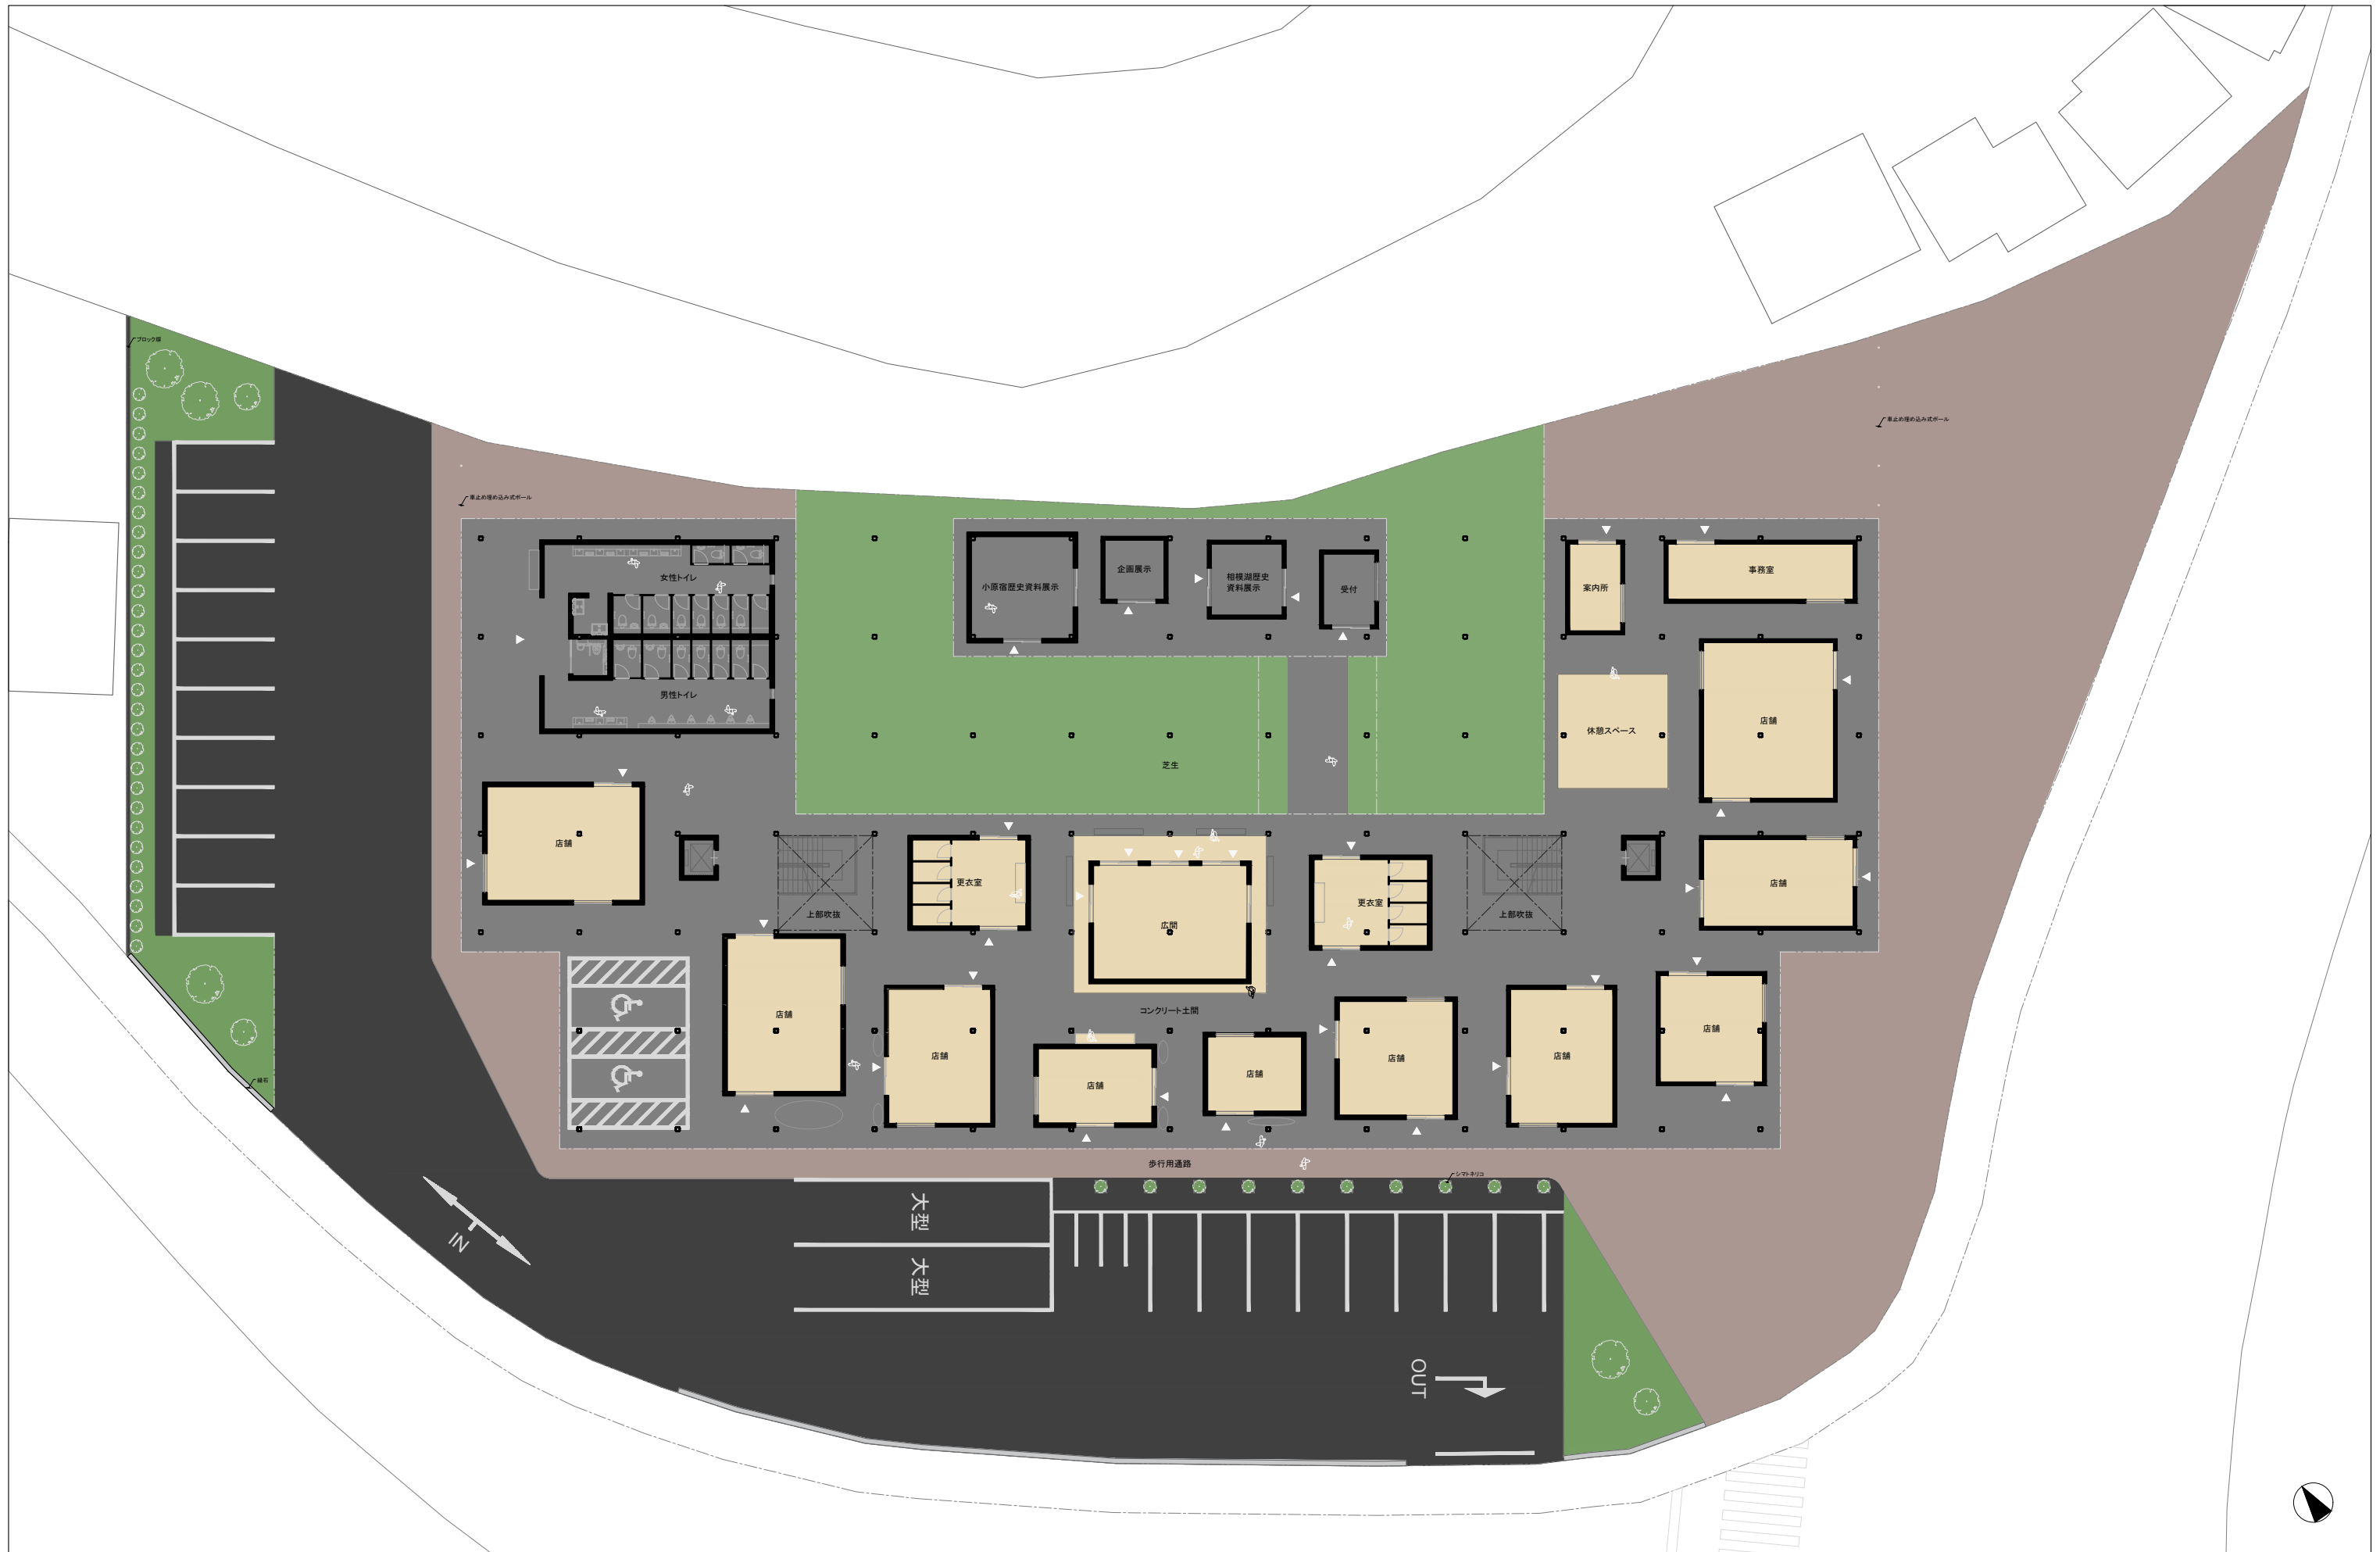 ブロック塀
車止め埋め込み式ポール
車止め埋め込み式ポール
女性トイレ
小原宿歴史資料展示
企画展示
相模湖歴史
資料展示
受付
案内所
事務室
男性トイレ
店舗
休憩スペース
芝生
店舗
更衣室
上部吹抜
広間
更衣室
上部吹抜
店舗
店舗
店舗
コンクリート土間
店舗
店舗
店舗
店舗
店舗
店舗
縁石
歩行用通路
シマトネリコ
大型
大型
IN
OUT